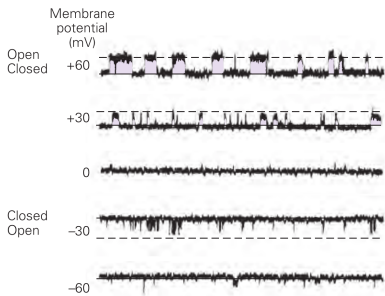 Membrane
potential
(mV)
Open
Closed
+60
+30
0
Closed
Open
−30
−60